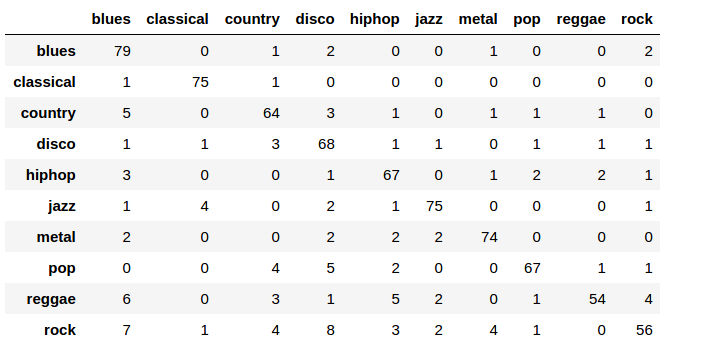 blues classical country disco hiphop jazz metal pop reggae rock
blues 79 0 1 2 0 0 1 0 0 2
classical 1 75 1 0 0 0 0 0 0 0
country 5 0 64 3 1 0 1 1 1 0
disco 1 1 3 68 1 1 0 1 1 1
hiphop 3 0 0 1 67 0 1 2 2 1
jazz 1 4 0 2 1 75 0 0 0 1
metal 2 0 0 2 2 2 74 0 0 0
pop 0 0 4 5 2 0 0 67 1 1
reggae 6 0 3 1 5 2 0 1 54 4
rock 7 1 4 8 3 2 4 1 0 56